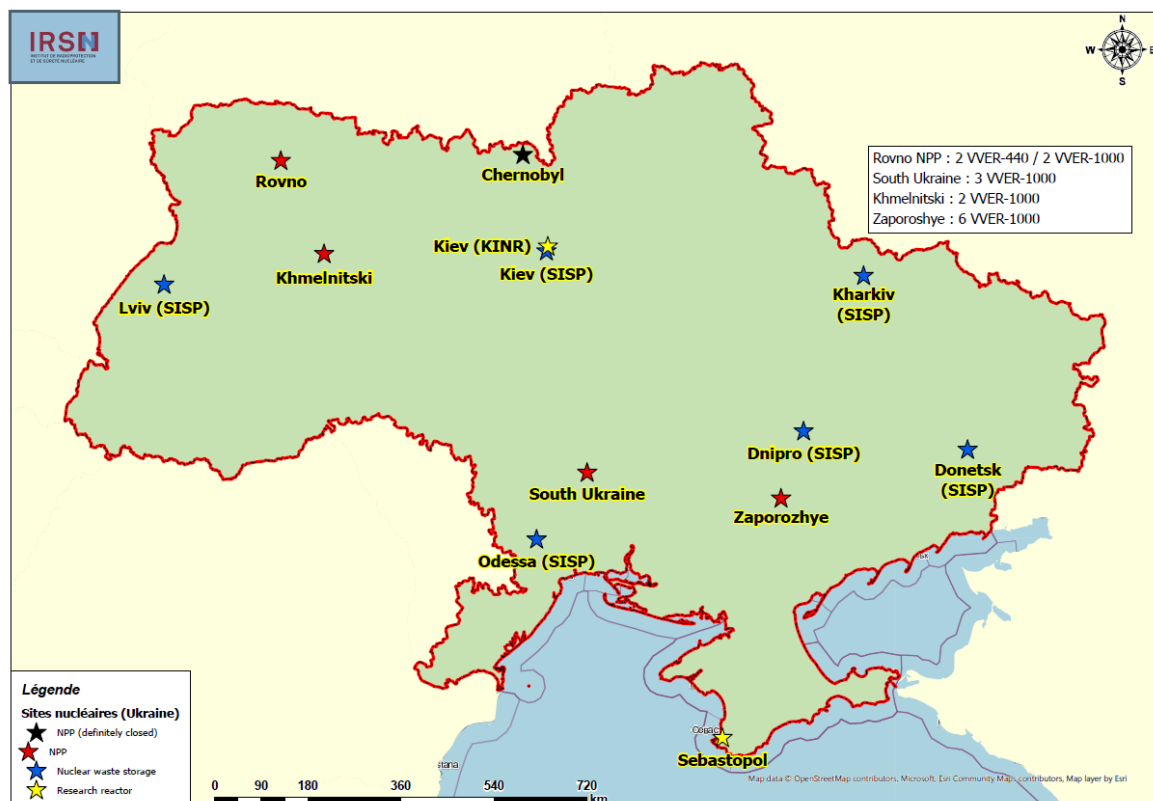 IRSN
INSTITUT DE RADIOPROTECTION
ET DE SÛRETÉ NUCLÉAIRE
N
W
E
S
Rovno NPP : 2 VVER-440 / 2 VVER-1000
South Ukraine : 3 VVER-1000
Khmelnitski : 2 VVER-1000
Zaporoshye : 6 VVER-1000
Rovno
Chernobyl
Kiev (KINR)
Kiev (SISP)
Khmelnitski
Lviv (SISP)
Kharkiv
(SISP)
Dnipro (SISP)
Donetsk
(SISP)
South Ukraine
Zaporozhye
Odessa (SISP)
Sebastopol
Légende
Sites nucléaires (Ukraine)
NPP (definitely closed)
NPP
Nuclear waste storage
Research reactor
0 90 180 360 540 720
km
Map data © OpenStreetMap contributors, Microsoft, Esri Community Maps contributors, Map layer by Esri